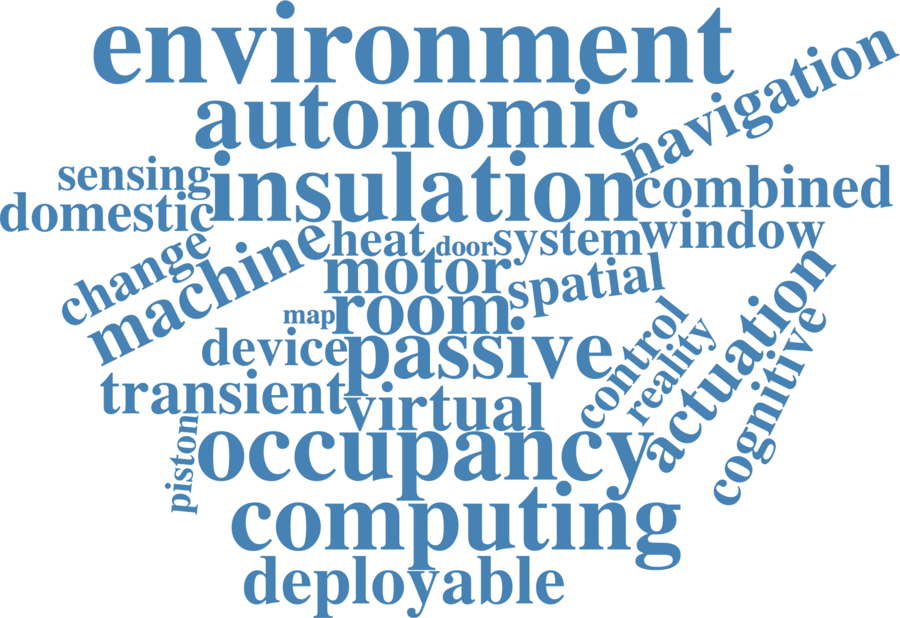 environment
autonomic
navigation
sensing
insulation
combined
domestic
change
machine
heat
door
system
window
motor
spatial
map
room
device
passive
control
reality
actuation
cognitive
transient
virtual
piston
occupancy
computing
deployable